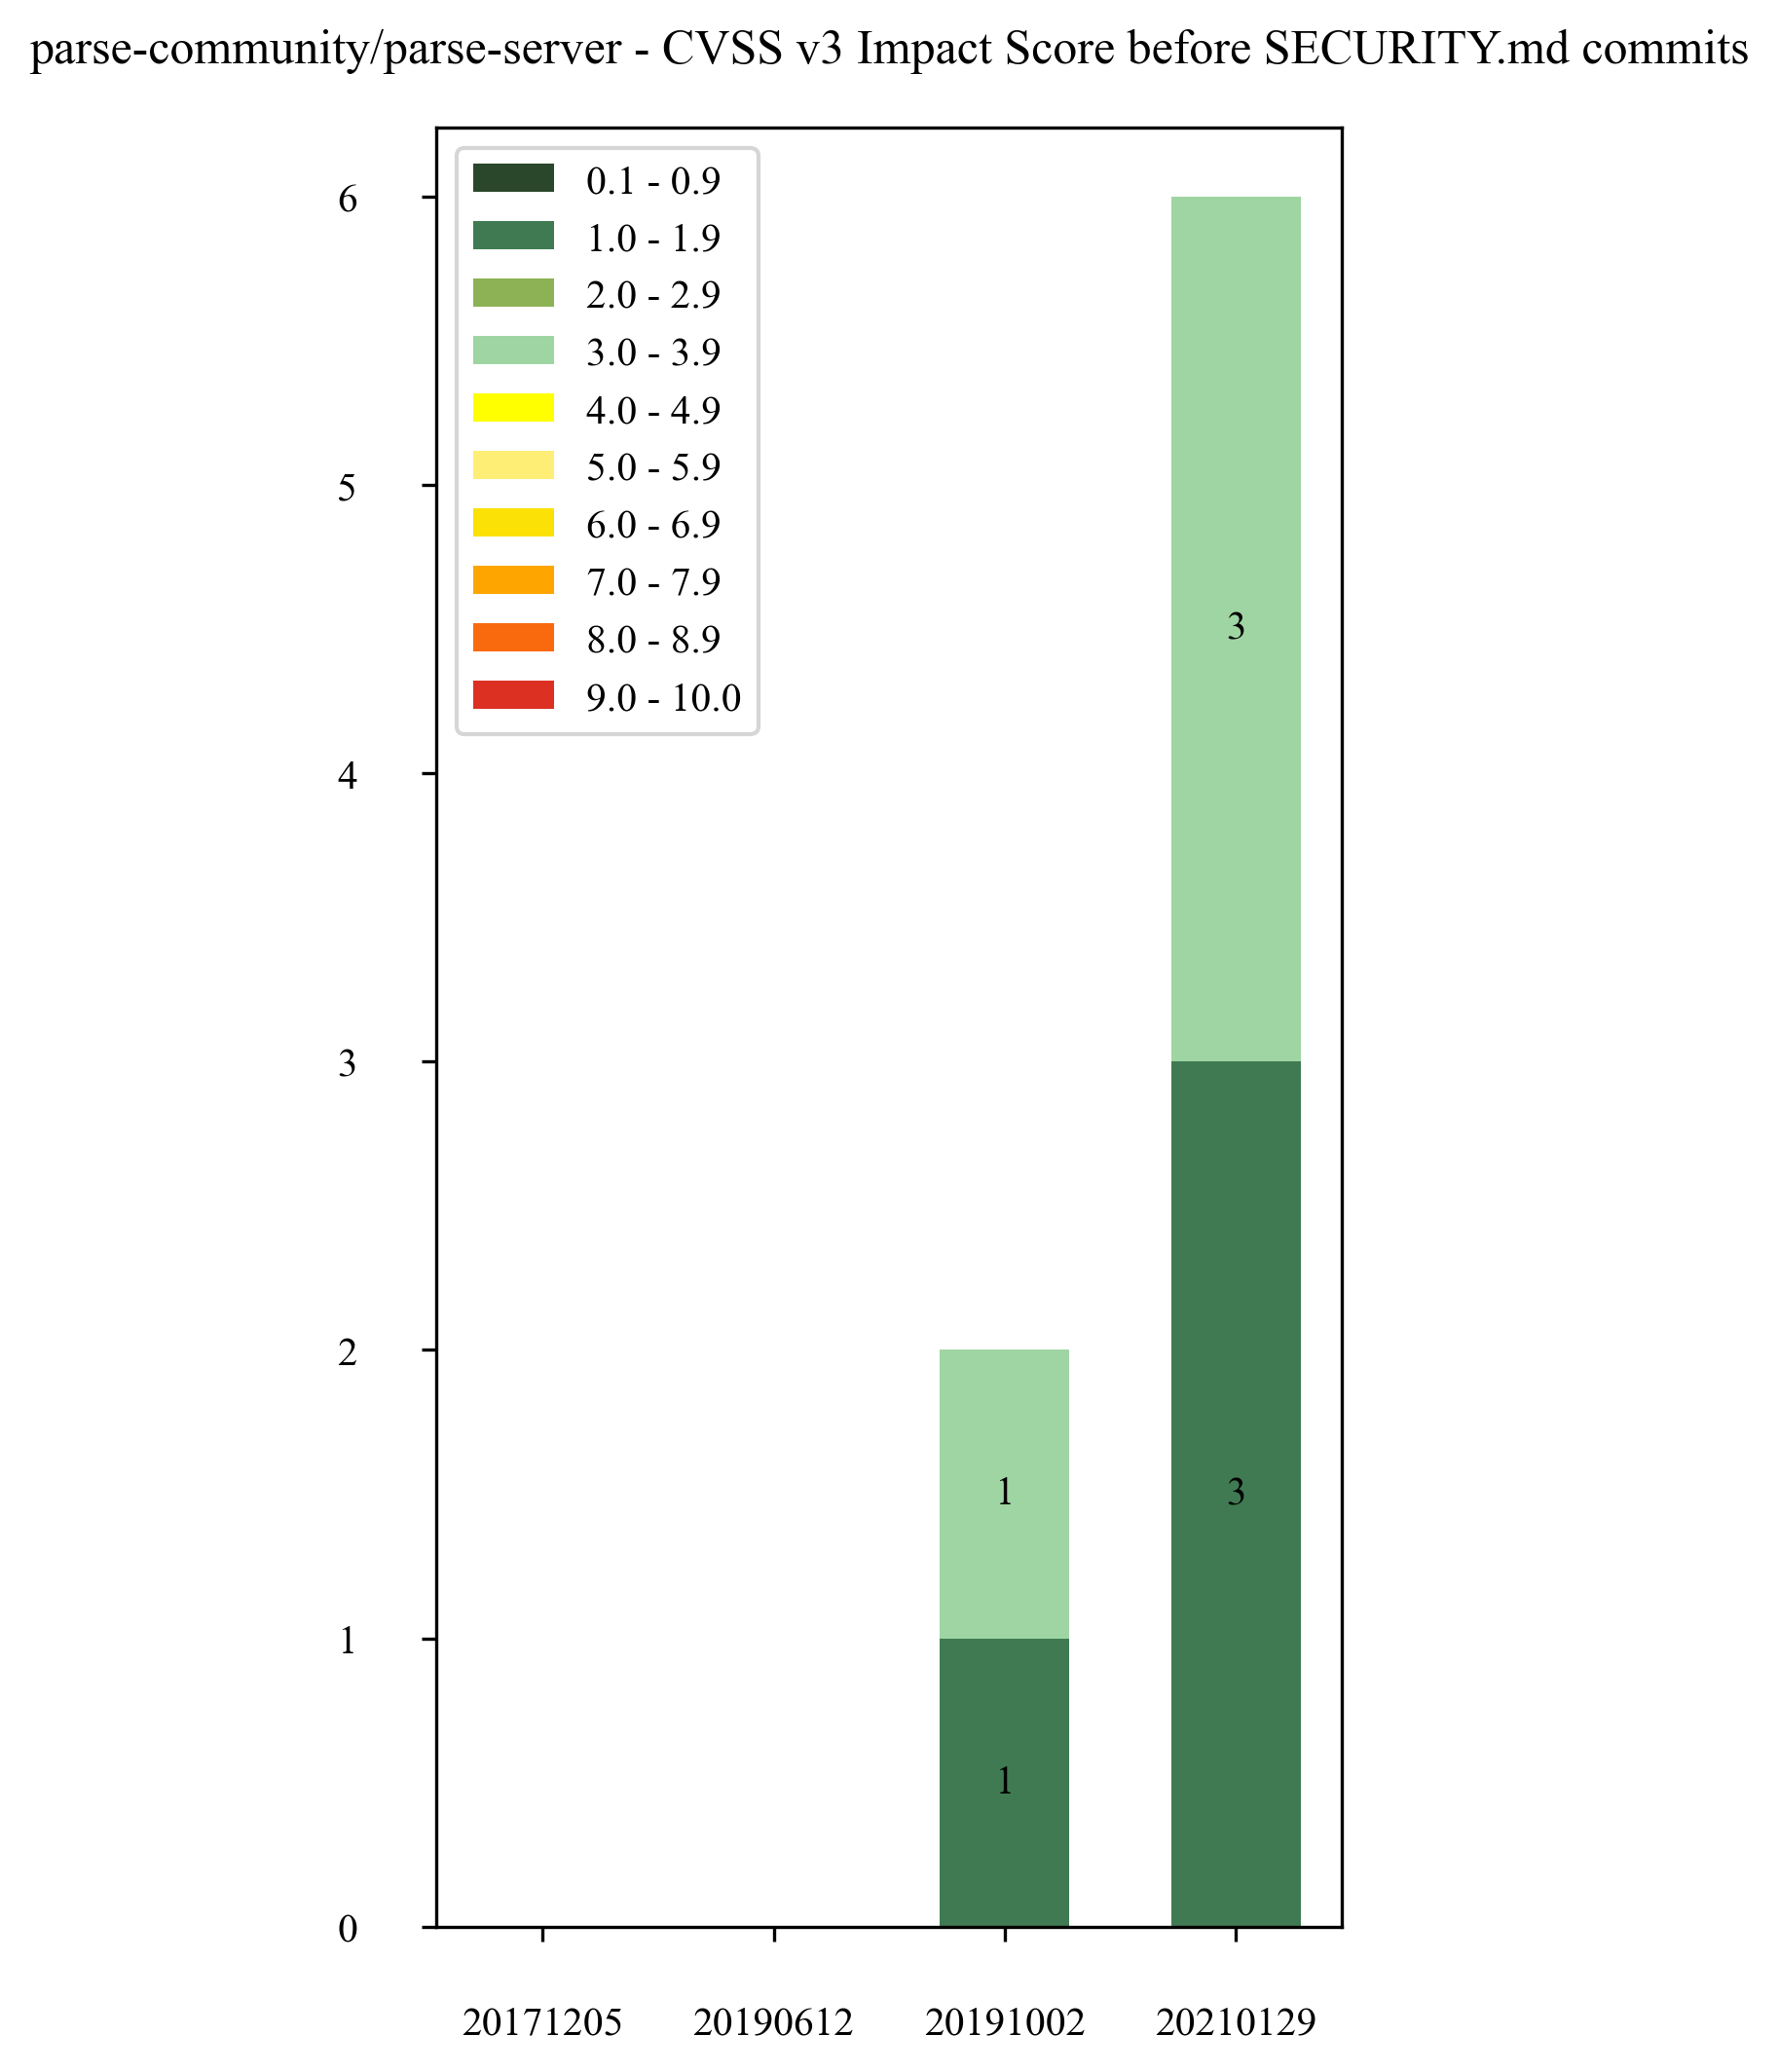 parse-community/parse-server - CVSS v3 Impact Score before SECURITY.md commits
0.1 - 0.9
1.0 - 1.9
2.0 - 2.9
3.0 - 3.9
4.0 - 4.9
5.0 - 5.9
6.0 - 6.9
7.0 - 7.9
8.0 - 8.9
9.0 - 10.0
6
5
4
3
2
1
0
3
3
1
1
20171205 20190612 20191002 20210129